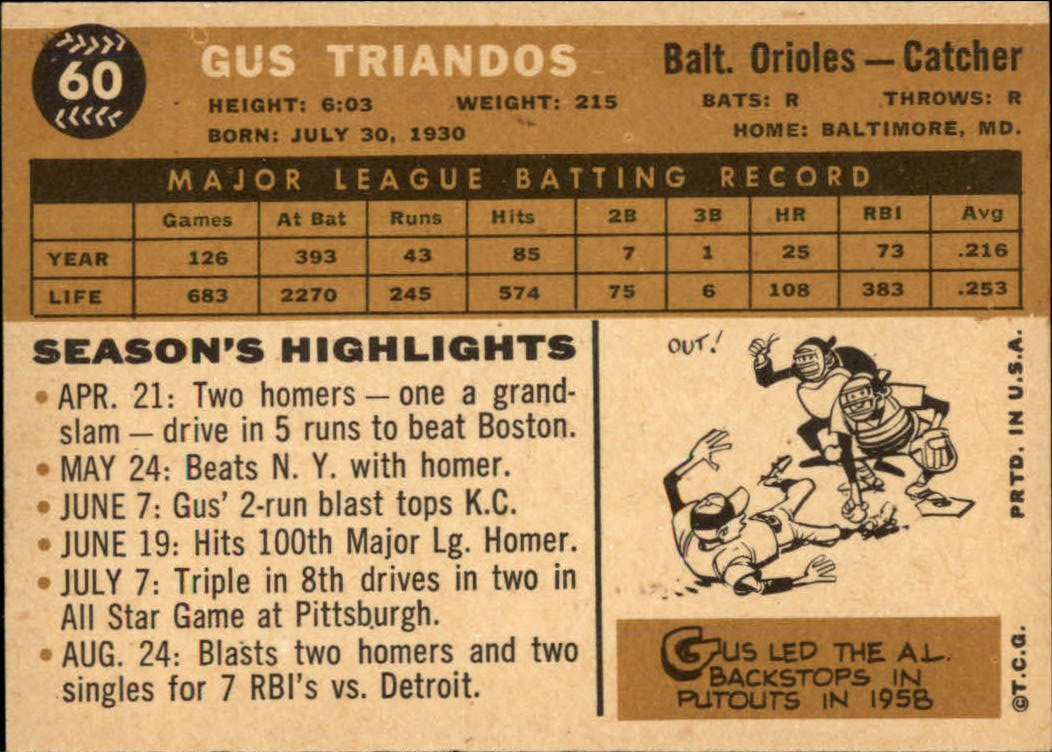 60
GUS TRIANDOS
Balt. Orioles — Catcher
HEIGHT: 6:03 WEIGHT: 215 BATS: R THROWS: R
BORN: JULY 30, 1930 HOME: BALTIMORE, MD.
MAJOR LEAGUE BATTING RECORD
Games At Bat Runs Hits 2B 3B HR RBI Avg
YEAR 126 393 43 85 7 1 25 73 .216
LIFE 683 2270 245 574 75 6 108 383 .253
SEASON'S HIGHLIGHTS
• APR. 21: Two homers — one a grand-
slam — drive in 5 runs to beat Boston.
• MAY 24: Beats N. Y. with homer.
• JUNE 7: Gus' 2-run blast tops K.C.
• JUNE 19: Hits 100th Major Lg. Homer.
• JULY 7: Triple in 8th drives in two in
All Star Game at Pittsburgh.
• AUG. 24: Blasts two homers and two
singles for 7 RBI's vs. Detroit.
OUT!
GUS LED THE A.L.
BACKSTOPS IN
PUTOUTS IN 1958
©T.C.G. PRTD. IN U.S.A.